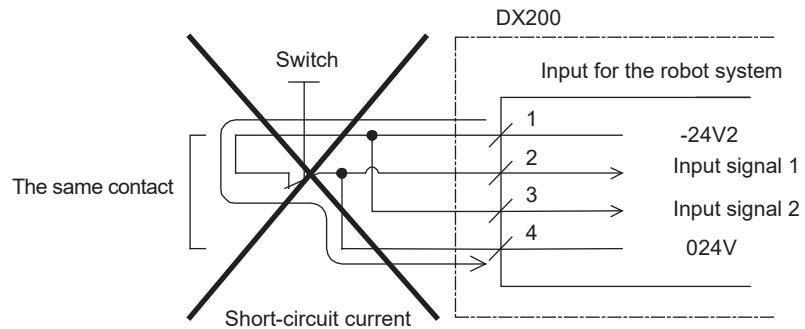 DX200
Switch
Input for the robot system
1
-24V2
2
Input signal 1
The same contact
3
Input signal 2
4
024V
Short-circuit current